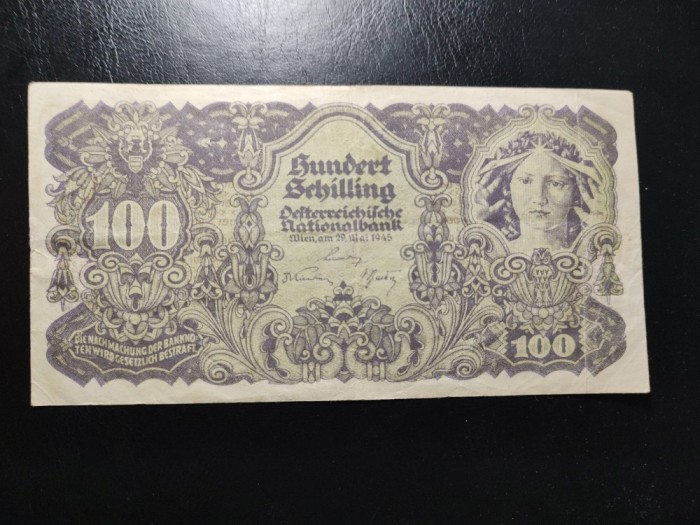 100
Hundert
Schilling
Oesterreichische
Nationalbank
Wien, am 29. Mai 1945
DIE NACHMACHUNG DER BANKNO
TEN WIRD GESETZLICH BESTRAFT.
100